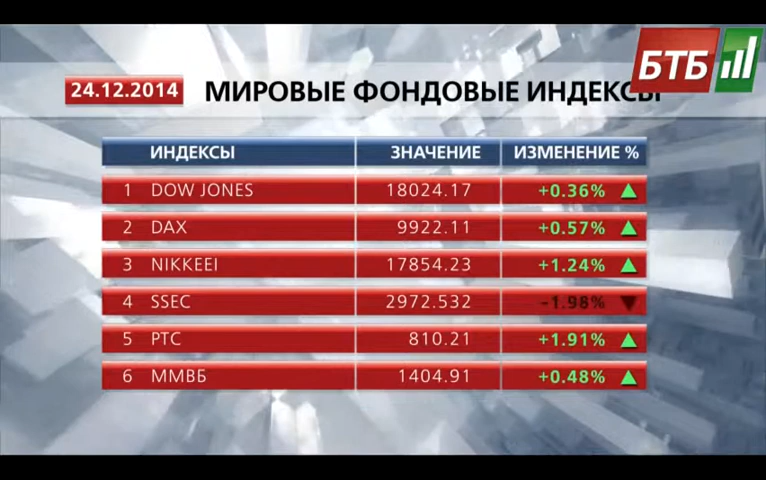 БТБ
24.12.2014 МИРОВЫЕ ФОНДОВЫЕ ИНДЕКСЫ
ИНДЕКСЫ ЗНАЧЕНИЕ ИЗМЕНЕНИЕ %
1 DOW JONES 18024.17 +0.36% ▲
2 DAX 9922.11 +0.57% ▲
3 NIKKEEI 17854.23 +1.24% ▲
4 SSEC 2972.532 -1.98% ▼
5 РТС 810.21 +1.91% ▲
6 ММВБ 1404.91 +0.48% ▲